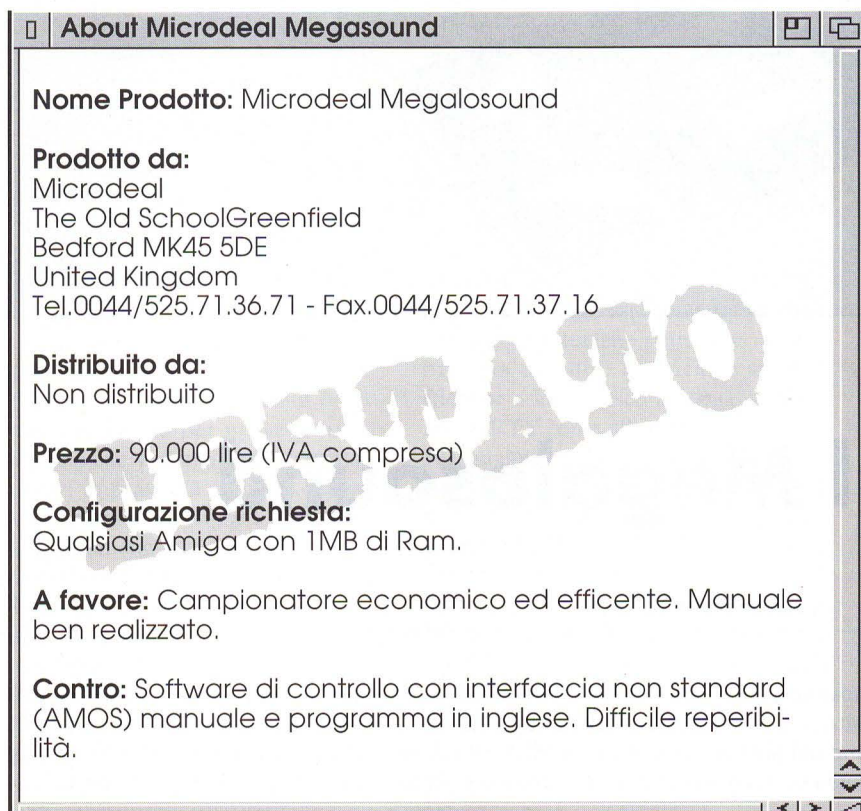 About Microdeal Megasound
Nome Prodotto: Microdeal Megalosound
Prodotto da:
Microdeal
The Old SchoolGreenfield
Bedford MK45 5DE
United Kingdom
Tel.0044/525.71.36.71 - Fax.0044/525.71.37.16
Distribuito da:
Non distribuito
TESTATO
Prezzo: 90.000 lire (IVA compresa)
Configurazione richiesta:
Qualsiasi Amiga con 1MB di Ram.
A favore: Campionatore economico ed efficente. Manuale
ben realizzato.
Contro: Software di controllo con interfaccia non standard
(AMOS) manuale e programma in inglese. Difficile reperibi-
lità.